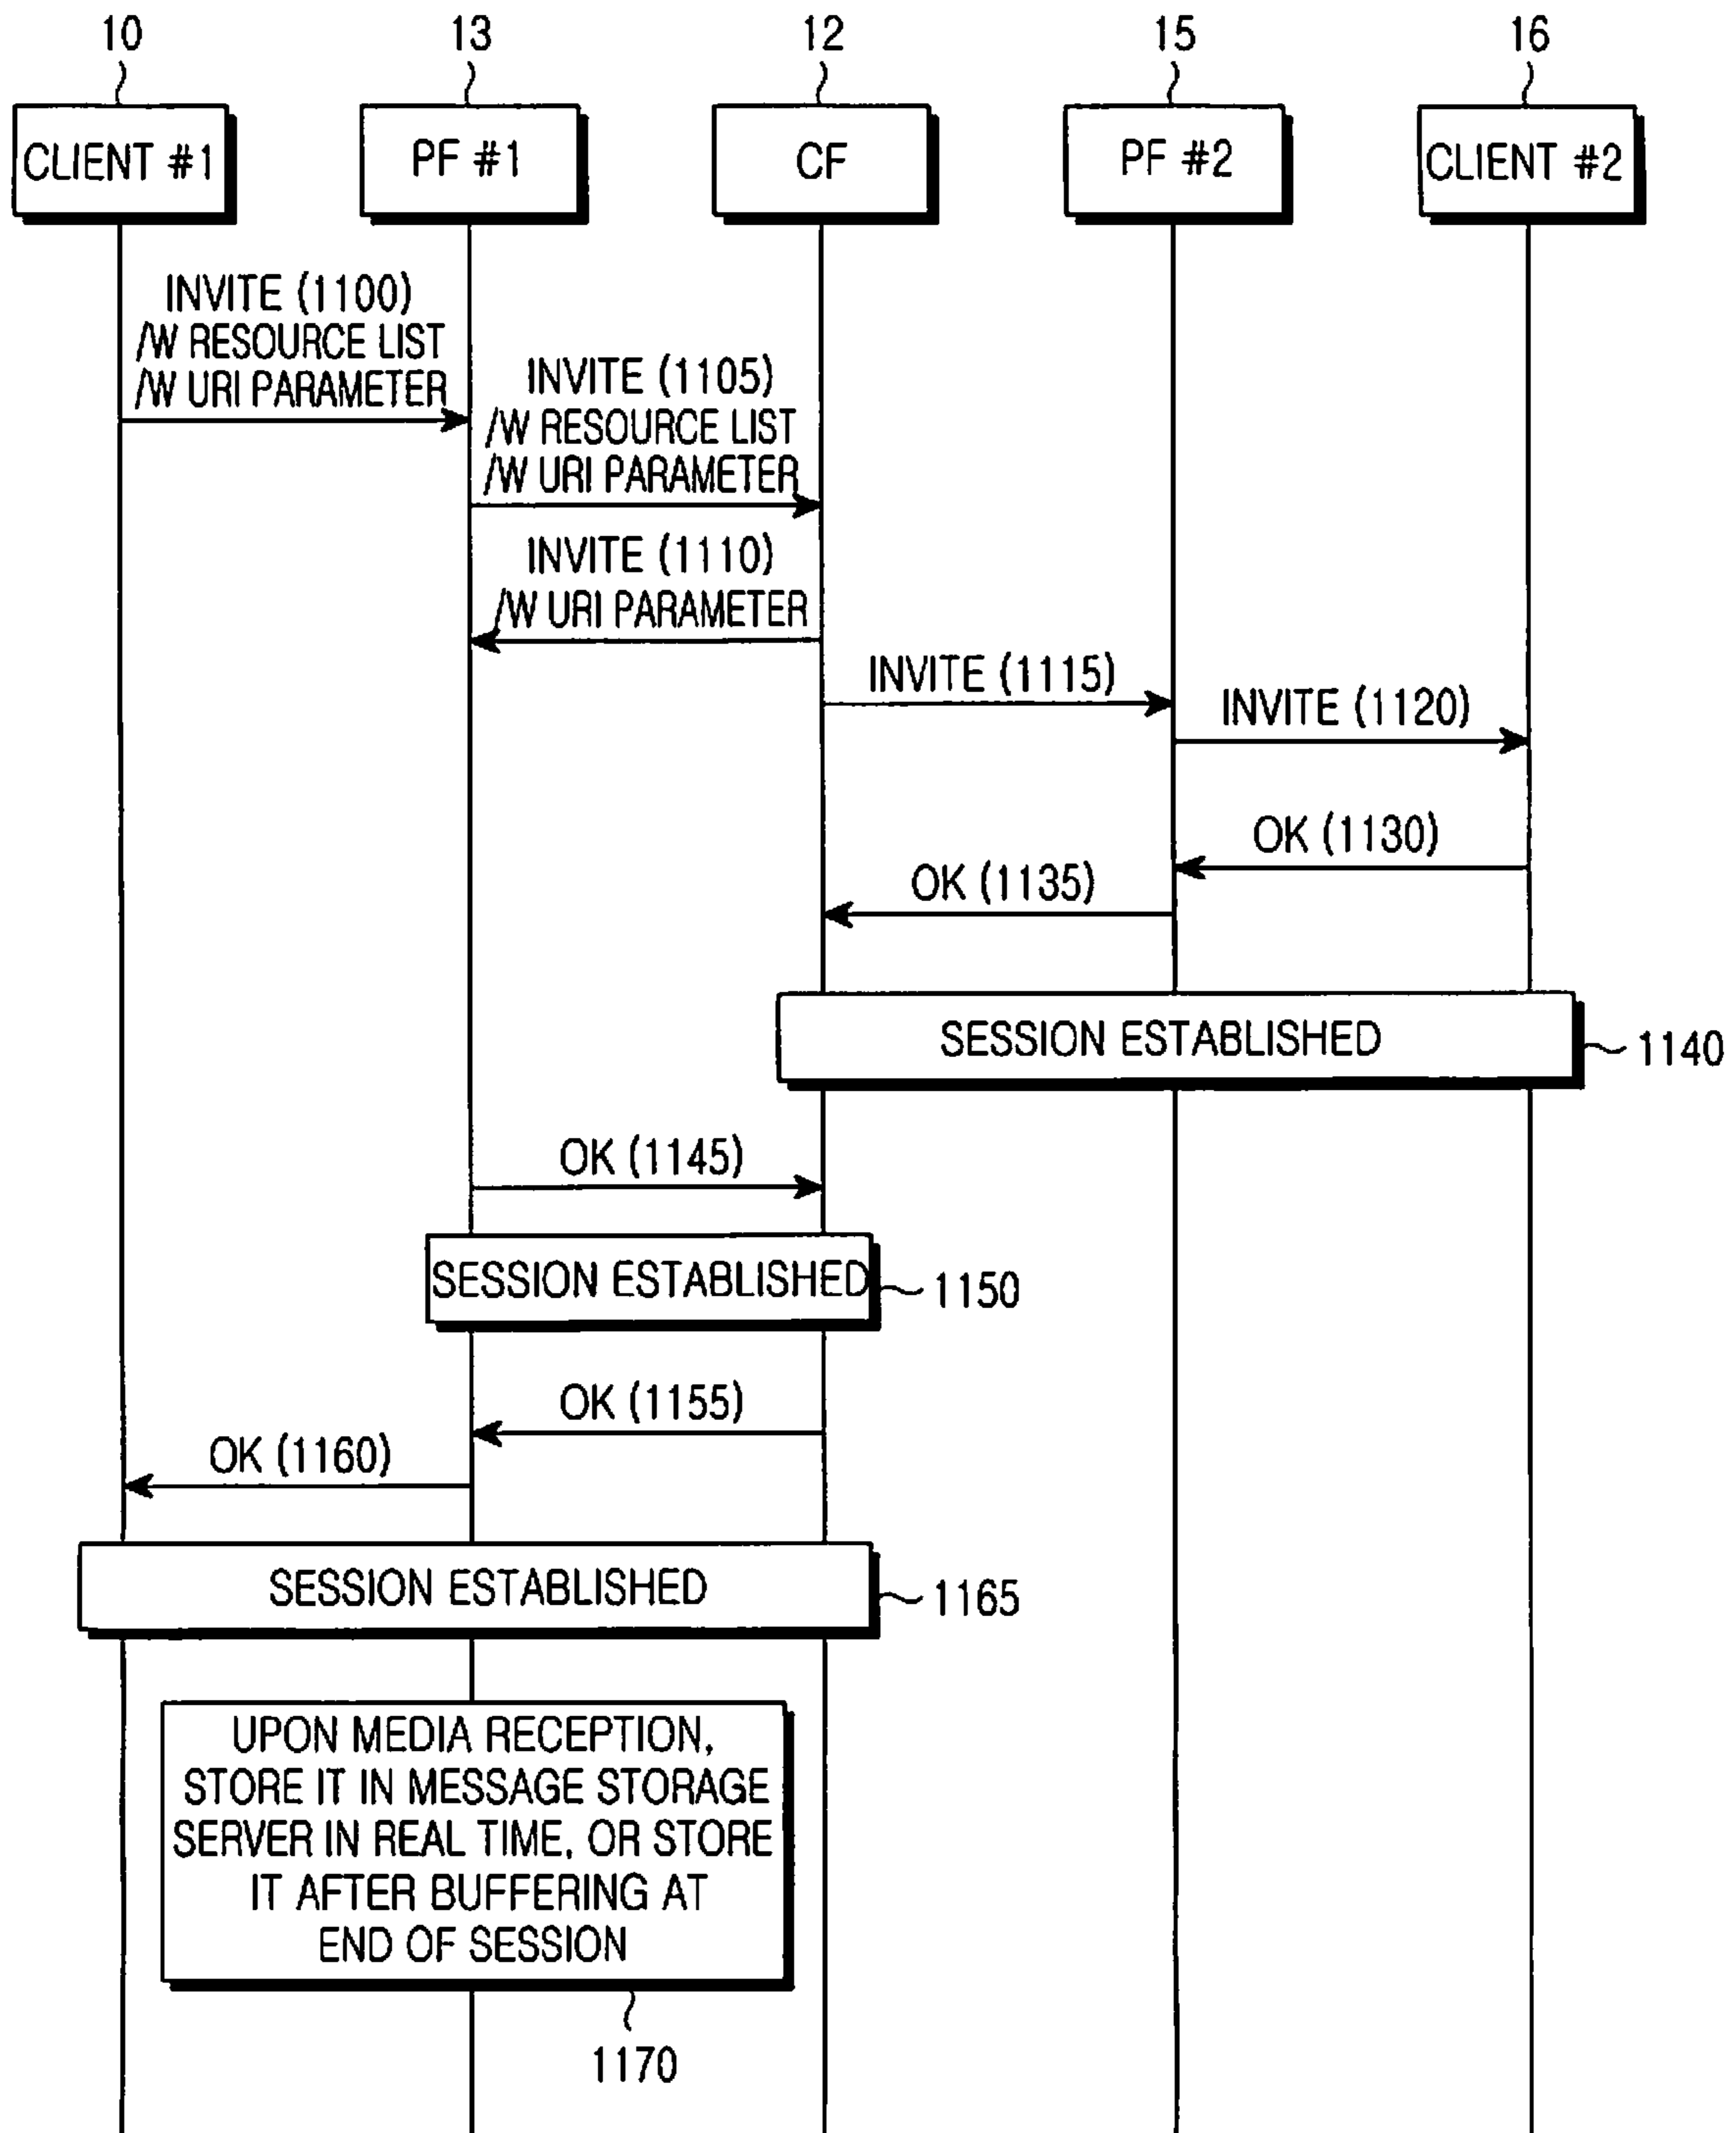 10
13
12
15
16
CLIENT #1
PF #1
CF
PF #2
CLIENT #2
INVITE (1100)
/W RESOURCE LIST
/W URI PARAMETER
INVITE (1105)
/W RESOURCE LIST
/W URI PARAMETER
INVITE (1110)
/W URI PARAMETER
INVITE (1115)
INVITE (1120)
OK (1130)
OK (1135)
SESSION ESTABLISHED
1140
OK (1145)
SESSION ESTABLISHED
1150
OK (1155)
OK (1160)
SESSION ESTABLISHED
1165
UPON MEDIA RECEPTION,
STORE IT IN MESSAGE STORAGE
SERVER IN REAL TIME, OR STORE
IT AFTER BUFFERING AT
END OF SESSION
1170